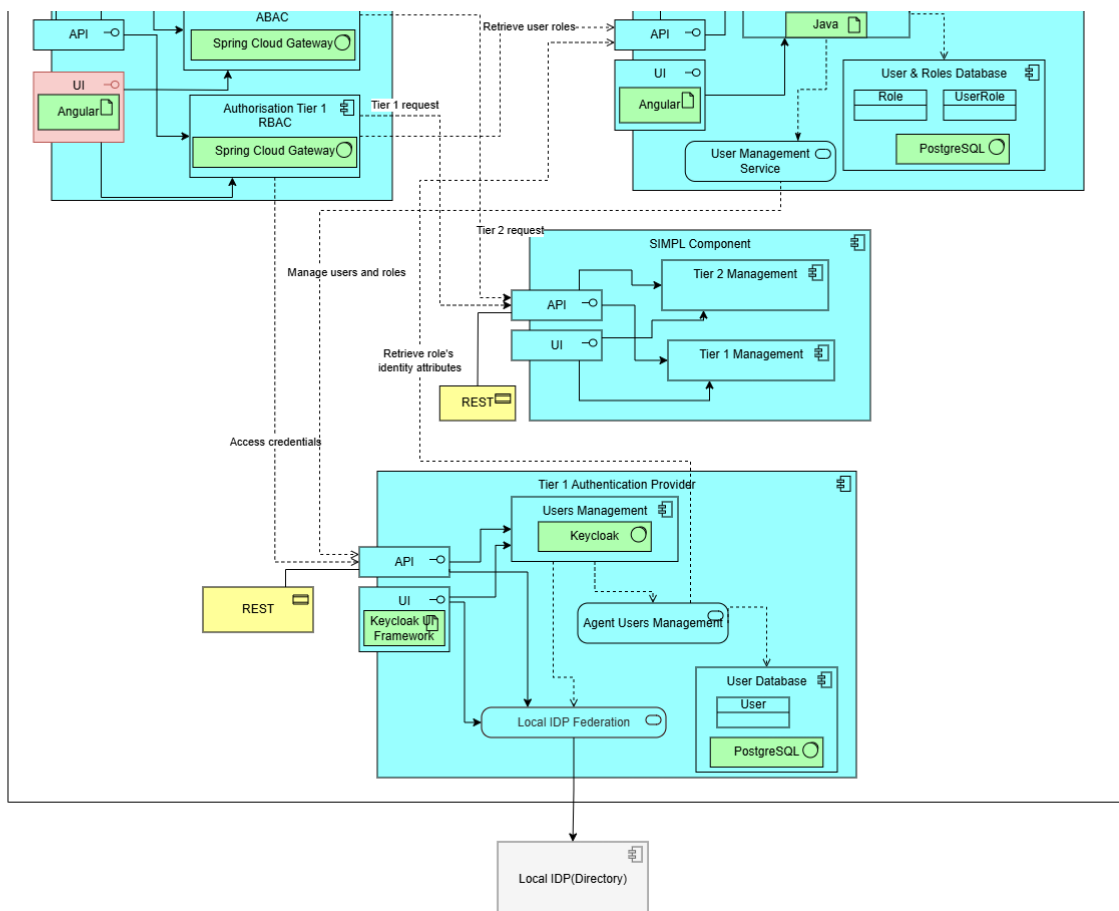 ABAC
Spring Cloud Gateway
API
UI
Angular
Authorisation Tier 1
RBAC
Spring Cloud Gateway
Tier 1 request
Retrieve user roles
API
Java
UI
Angular
User & Roles Database
Role
UserRole
PostgreSQL
User Management
Service
Tier 2 request
Manage users and roles
SIMPL Component
Tier 2 Management
API
UI
Tier 1 Management
Retrieve role's
identity attributes
REST
Access credentials
Tier 1 Authentication Provider
Users Management
Keycloak
API
REST
UI
Keycloak UI
Framework
Agent Users Management
User Database
User
PostgreSQL
Local IDP Federation
Local IDP(Directory)